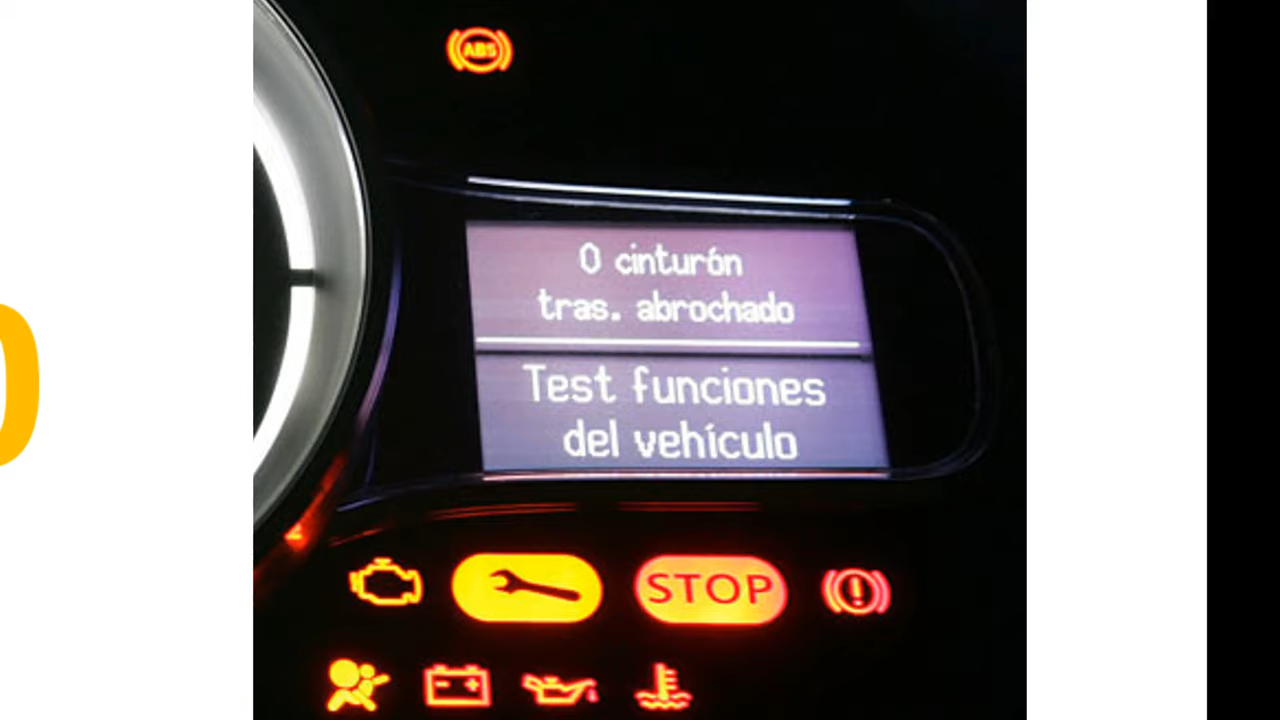 ABS
0 cinturón
tras. abrochado
Test funciones
del vehículo
STOP